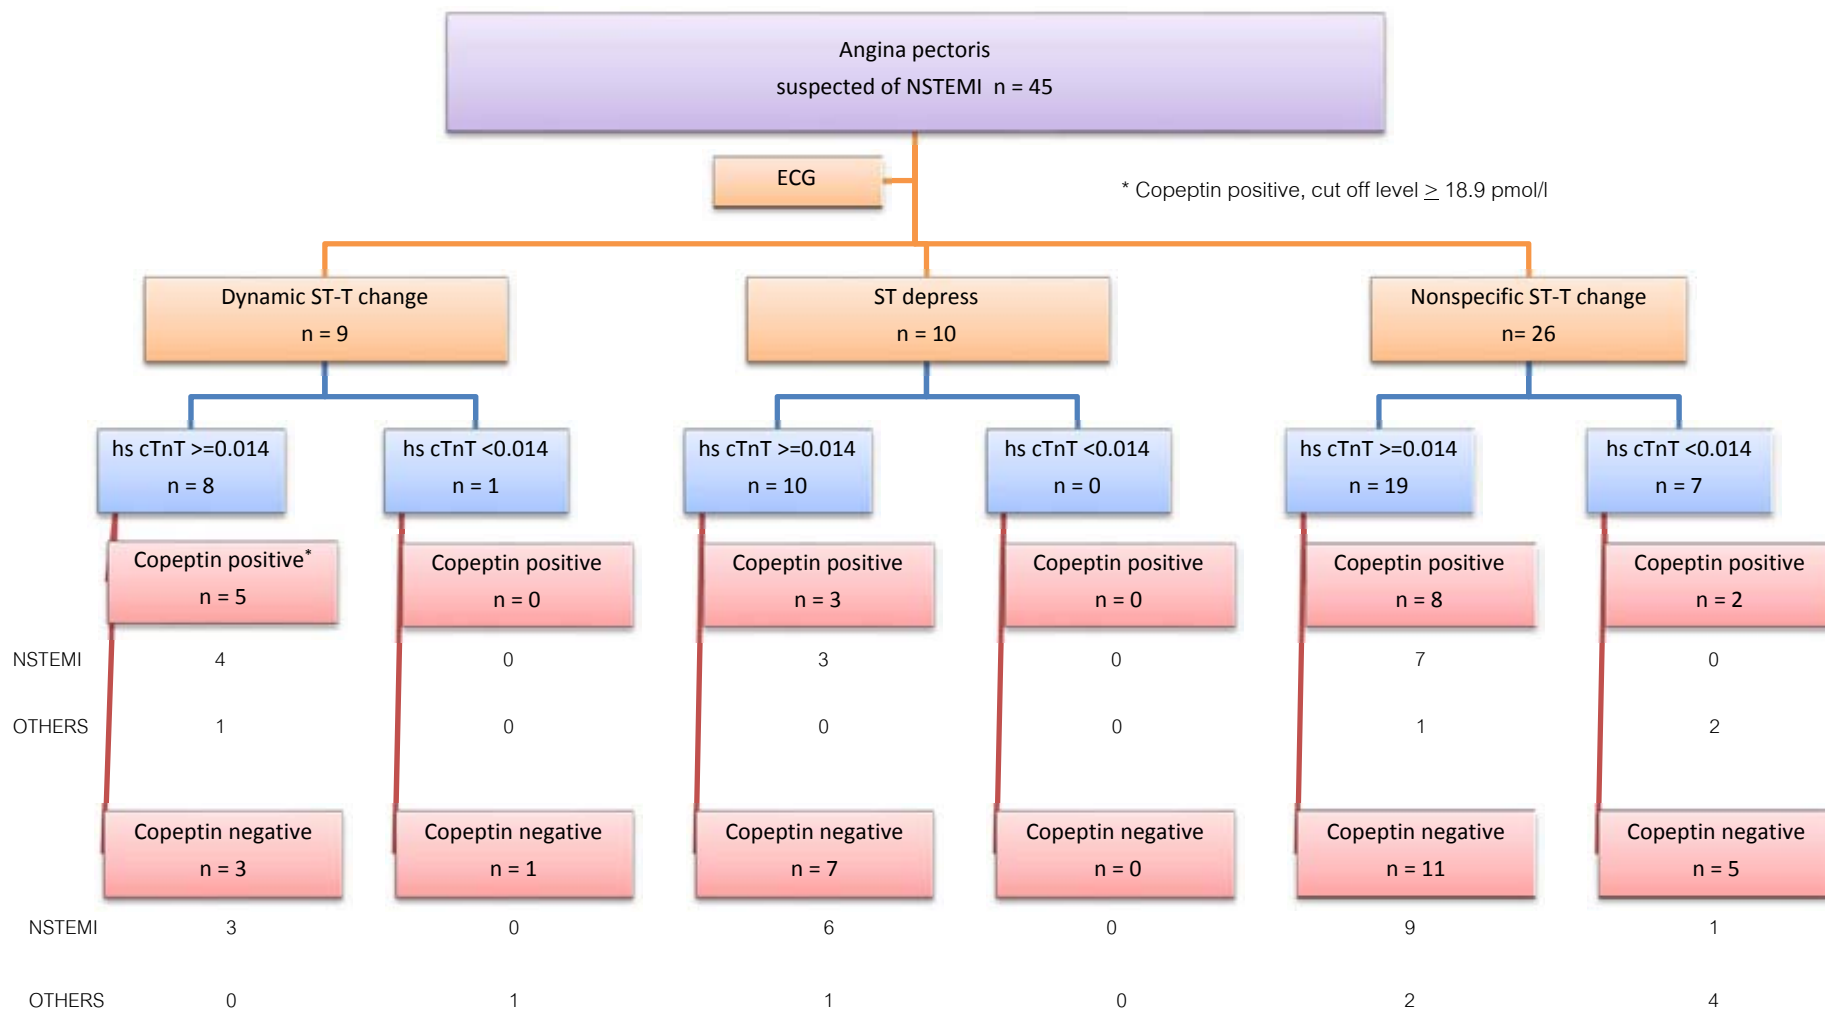 Angina pectoris
suspected of NSTEMI n = 45
ECG
* Copeptin positive, cut off level ≥ 18.9 pmol/l
Dynamic ST-T change
n = 9
ST depress
n = 10
Nonspecific ST-T change
n= 26
hs cTnT >=0.014
n = 8
hs cTnT <0.014
n = 1
hs cTnT >=0.014
n = 10
hs cTnT <0.014
n = 0
hs cTnT >=0.014
n = 19
hs cTnT <0.014
n = 7
Copeptin positive*
n = 5
Copeptin positive
n = 0
Copeptin positive
n = 3
Copeptin positive
n = 0
Copeptin positive
n = 8
Copeptin positive
n = 2
NSTEMI 4 0 3 0 7 0
OTHERS 1 0 0 0 1 2
Copeptin negative
n = 3
Copeptin negative
n = 1
Copeptin negative
n = 7
Copeptin negative
n = 0
Copeptin negative
n = 11
Copeptin negative
n = 5
NSTEMI 3 0 6 0 9 1
OTHERS 0 1 1 0 2 4